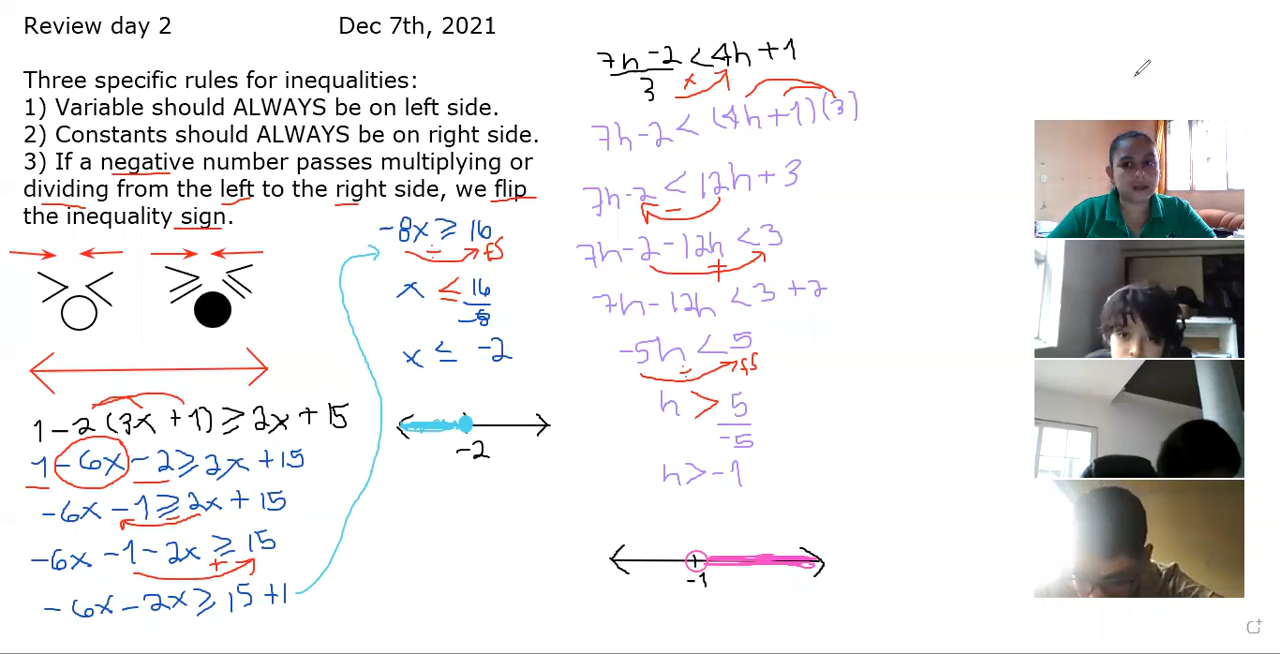 Review day 2 Dec 7th, 2021
Three specific rules for inequalities:
1) Variable should ALWAYS be on left side.
2) Constants should ALWAYS be on right side.
3) If a negative number passes multiplying or
dividing from the left to the right side, we flip
the inequality sign.
1-2(3x+1)≥2x+15
1-6x-2≥2x+15
-6x-1≥2x+15
-6x-1-2x≥15
+
-6x-2x≥15+1
-8x≥16
÷ fS
x≤16
-8
x≤-2
-2
7h-2<4h+1
3 x
7h-2<(4h+1)(3)
7h-2<12h+3
-
7h-2-12h<3
+
7h-12h<3+2
-5h<5
÷ fS
h>5
-5
h>-1
-1